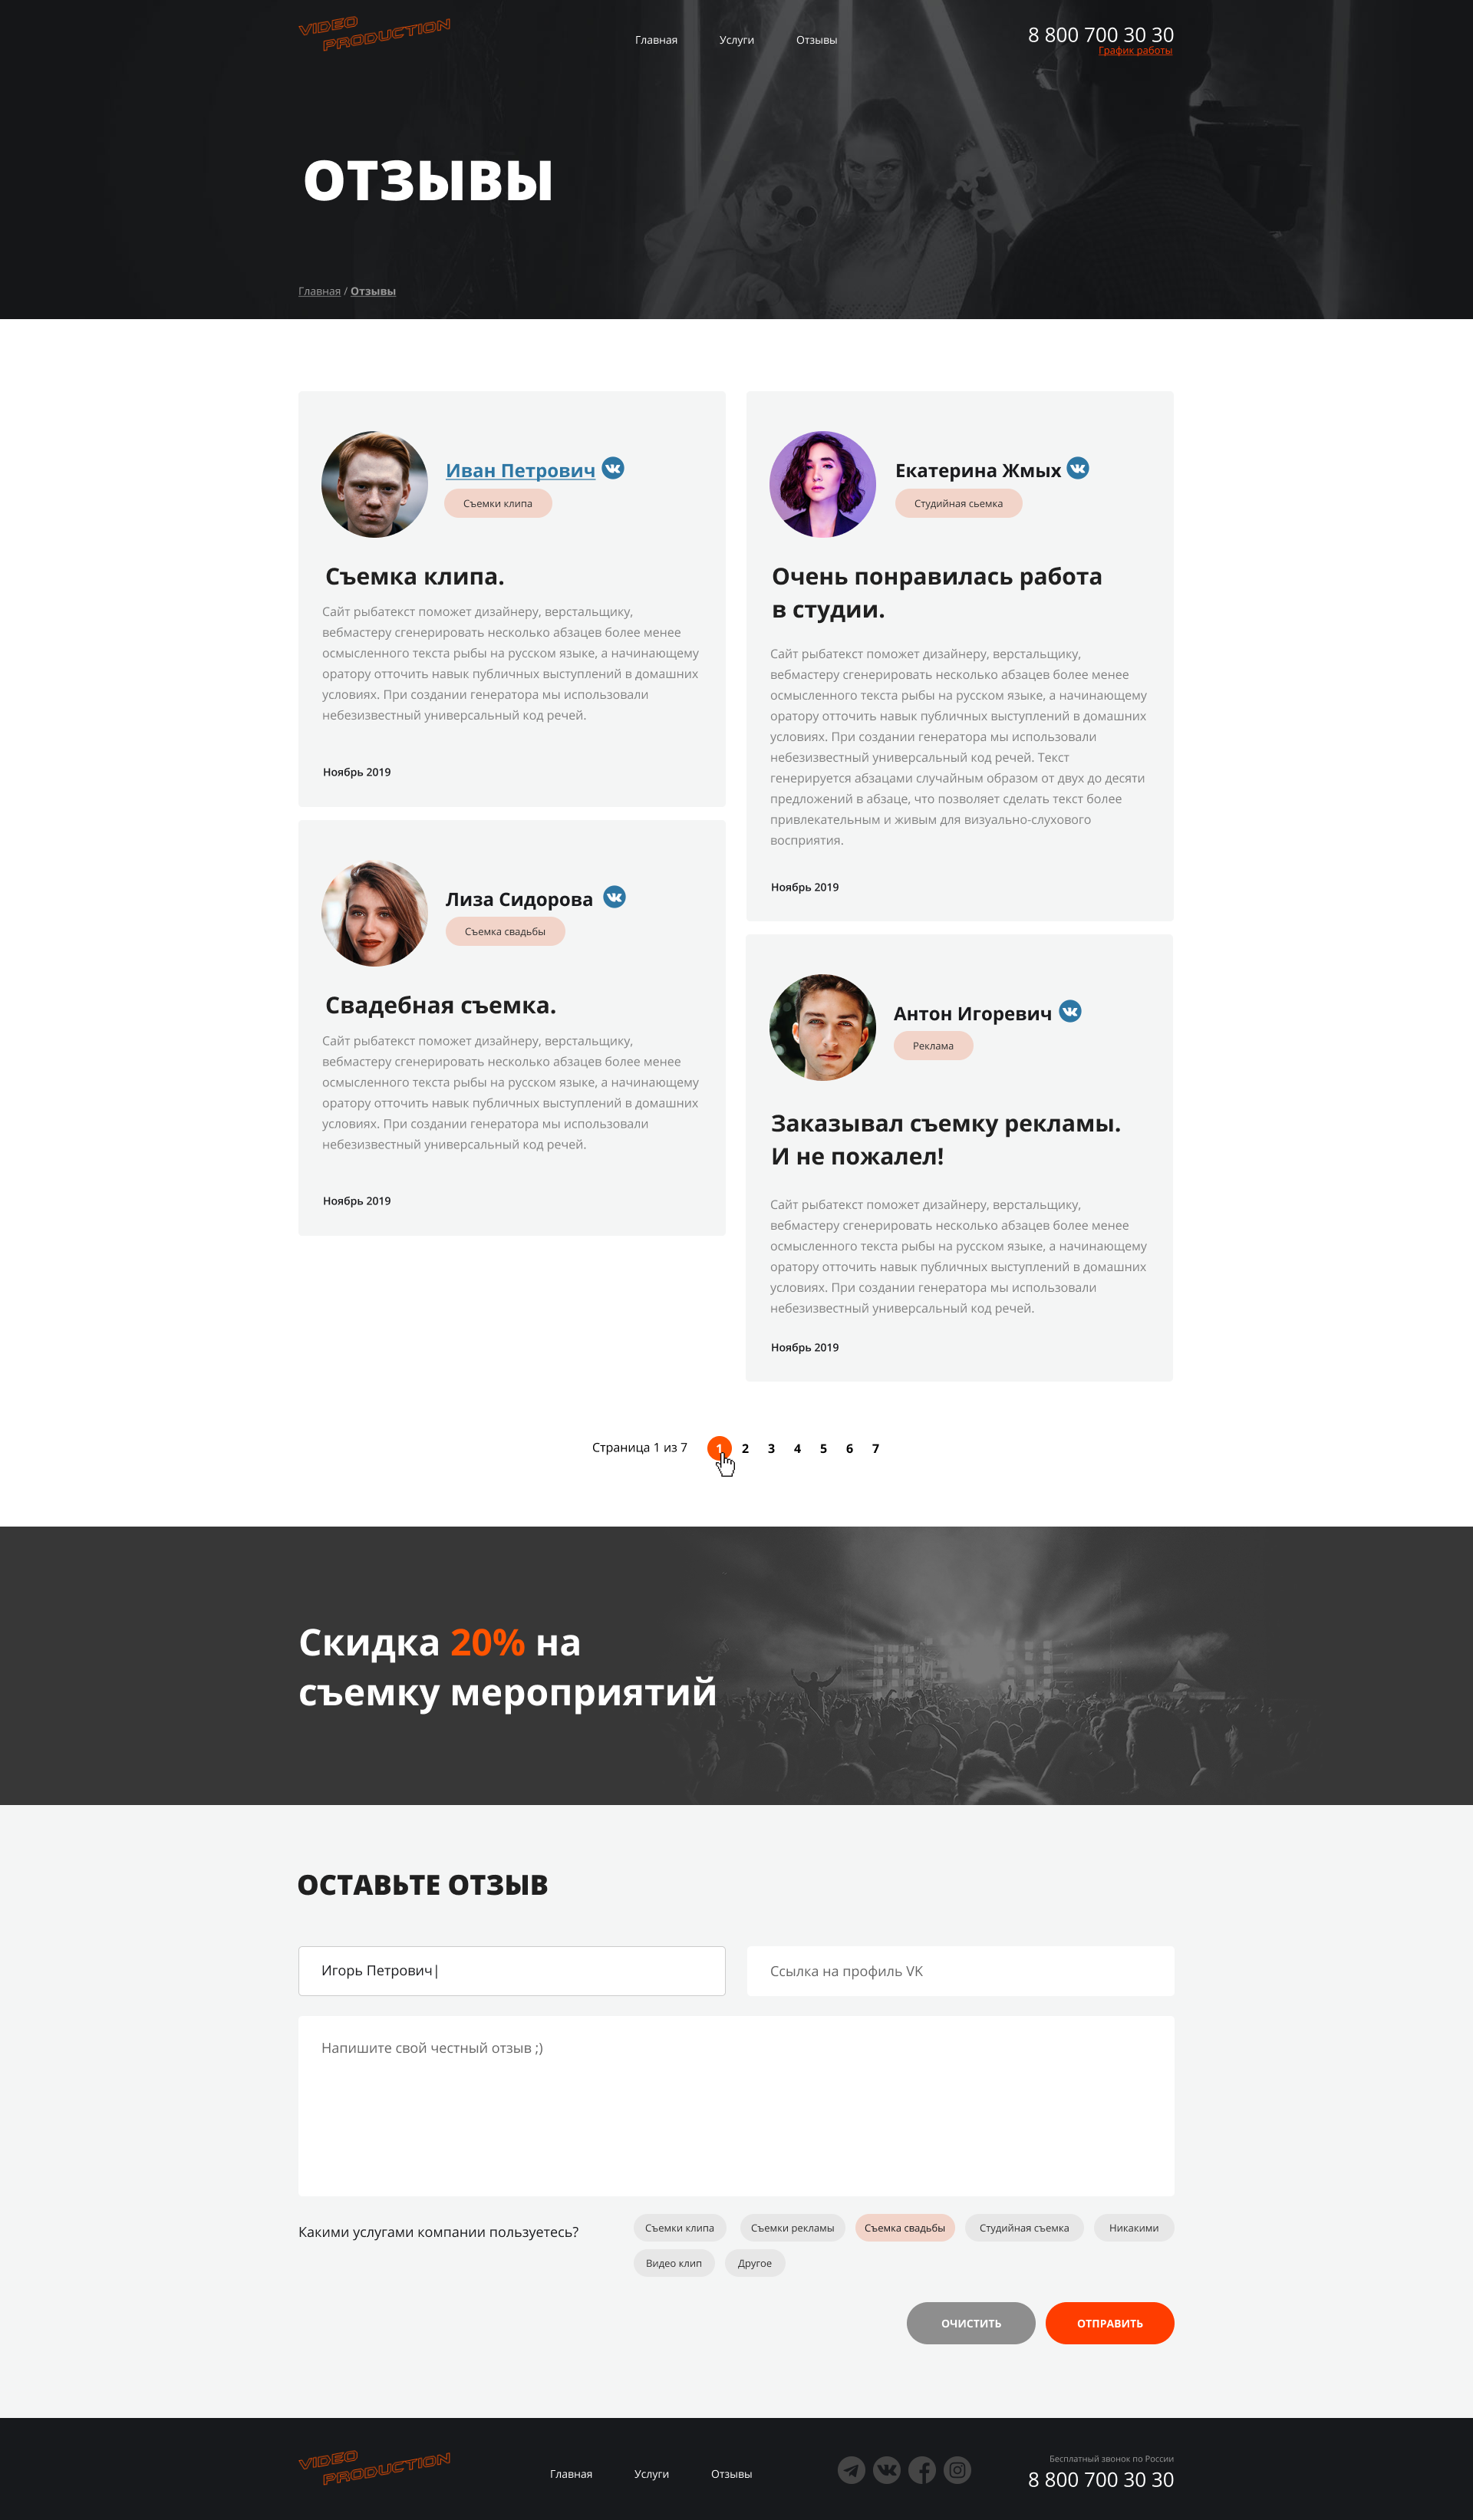 VIDEO
PRODUCTION
Главная
Услуги
Отзывы
8 800 700 30 30
График работы
ОТЗЫВЫ
Главная / Отзывы
Иван Петрович
Съемки клипа
Съемка клипа.
Сайт рыбатекст поможет дизайнеру, верстальщику,
вебмастеру сгенерировать несколько абзацев более менее
осмысленного текста рыбы на русском языке, а начинающему
оратору отточить навык публичных выступлений в домашних
условиях. При создании генератора мы использовали
небезизвестный универсальный код речей.
Ноябрь 2019
Лиза Сидорова
Съемка свадьбы
Свадебная съемка.
Сайт рыбатекст поможет дизайнеру, верстальщику,
вебмастеру сгенерировать несколько абзацев более менее
осмысленного текста рыбы на русском языке, а начинающему
оратору отточить навык публичных выступлений в домашних
условиях. При создании генератора мы использовали
небезизвестный универсальный код речей.
Ноябрь 2019
Екатерина Жмых
Студийная сьемка
Очень понравилась работа
в студии.
Сайт рыбатекст поможет дизайнеру, верстальщику,
вебмастеру сгенерировать несколько абзацев более менее
осмысленного текста рыбы на русском языке, а начинающему
оратору отточить навык публичных выступлений в домашних
условиях. При создании генератора мы использовали
небезизвестный универсальный код речей. Текст
генерируется абзацами случайным образом от двух до десяти
предложений в абзаце, что позволяет сделать текст более
привлекательным и живым для визуально-слухового
восприятия.
Ноябрь 2019
Антон Игоревич
Реклама
Заказывал съемку рекламы.
И не пожалел!
Сайт рыбатекст поможет дизайнеру, верстальщику,
вебмастеру сгенерировать несколько абзацев более менее
осмысленного текста рыбы на русском языке, а начинающему
оратору отточить навык публичных выступлений в домашних
условиях. При создании генератора мы использовали
небезизвестный универсальный код речей.
Ноябрь 2019
Страница 1 из 7 1 2 3 4 5 6 7
Скидка 20% на
съемку мероприятий
ОСТАВЬТЕ ОТЗЫВ
Игорь Петрович|
Ссылка на профиль VK
Напишите свой честный отзыв ;)
Какими услугами компании пользуетесь?
Съемки клипа
Съемки рекламы
Съемка свадьбы
Студийная съемка
Никакими
Видео клип
Другое
ОЧИСТИТЬ
ОТПРАВИТЬ
VIDEO
PRODUCTION
Главная
Услуги
Отзывы
Бесплатный звонок по России
8 800 700 30 30